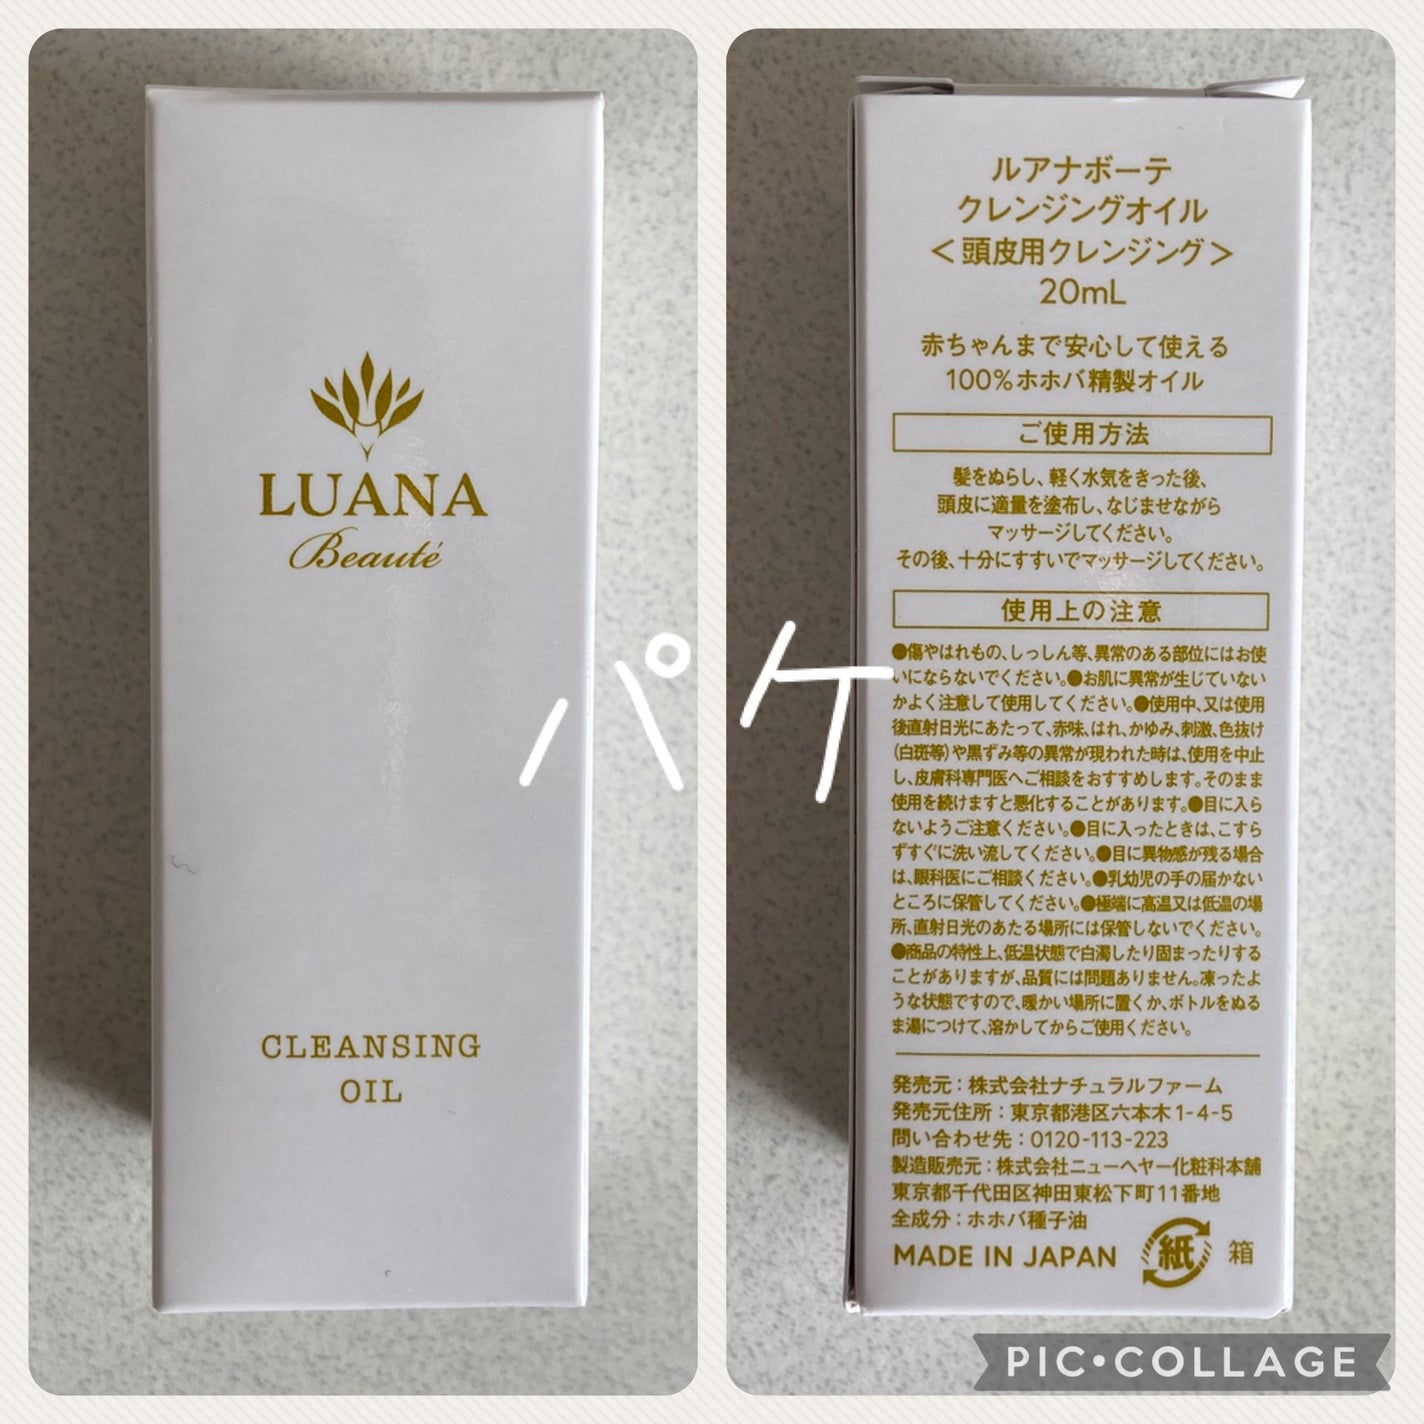 LUANA
Beauté
CLEANSING
OIL
パケ
ルアナボーテ
クレンジングオイル
＜頭皮用クレンジング＞
20mL
赤ちゃんまで安心して使える
100%ホホバ精製オイル
ご使用方法
髪をぬらし、軽く水気をきった後、
頭皮に適量を塗布し、なじませながら
マッサージしてください。
その後、十分にすすいでマッサージしてください。
使用上の注意
●傷やはれもの、しっしん等、異常のある部位にはお使
いにならないでください。●お肌に異常が生じていない
かよく注意して使用してください。●使用中、又は使用
後直射日光にあたって、赤味、はれ、かゆみ、刺激、色抜け
(白斑等)や黒ずみ等の異常が現われた時は、使用を中止
し、皮膚科専門医へご相談をおすすめします。そのまま
使用を続けますと悪化することがあります。●目に入ら
ないようご注意ください。●目に入ったときは、こすら
ずすぐに洗い流してください。●目に異物感が残る場合
は、眼科医にご相談ください。●乳幼児の手の届かない
ところに保管してください。●極端に高温又は低温の場
所、直射日光のあたる場所には保管しないでください。
●商品の特性上、低温状態で白濁したり固まったりする
ことがありますが、品質には問題ありません。凍ったよ
うな状態ですので、暖かい場所に置くか、ボトルをぬる
ま湯につけて、溶かしてからご使用ください。
発売元：株式会社ナチュラルファーム
発売元住所：東京都港区六本木1-4-5
問い合わせ先：0120-113-223
製造販売元：株式会社ニューヘヤー化粧料本舗
東京都千代田区神田東松下町11番地
全成分：ホホバ種子油
MADE IN JAPAN 紙 箱
PIC•COLLAGE